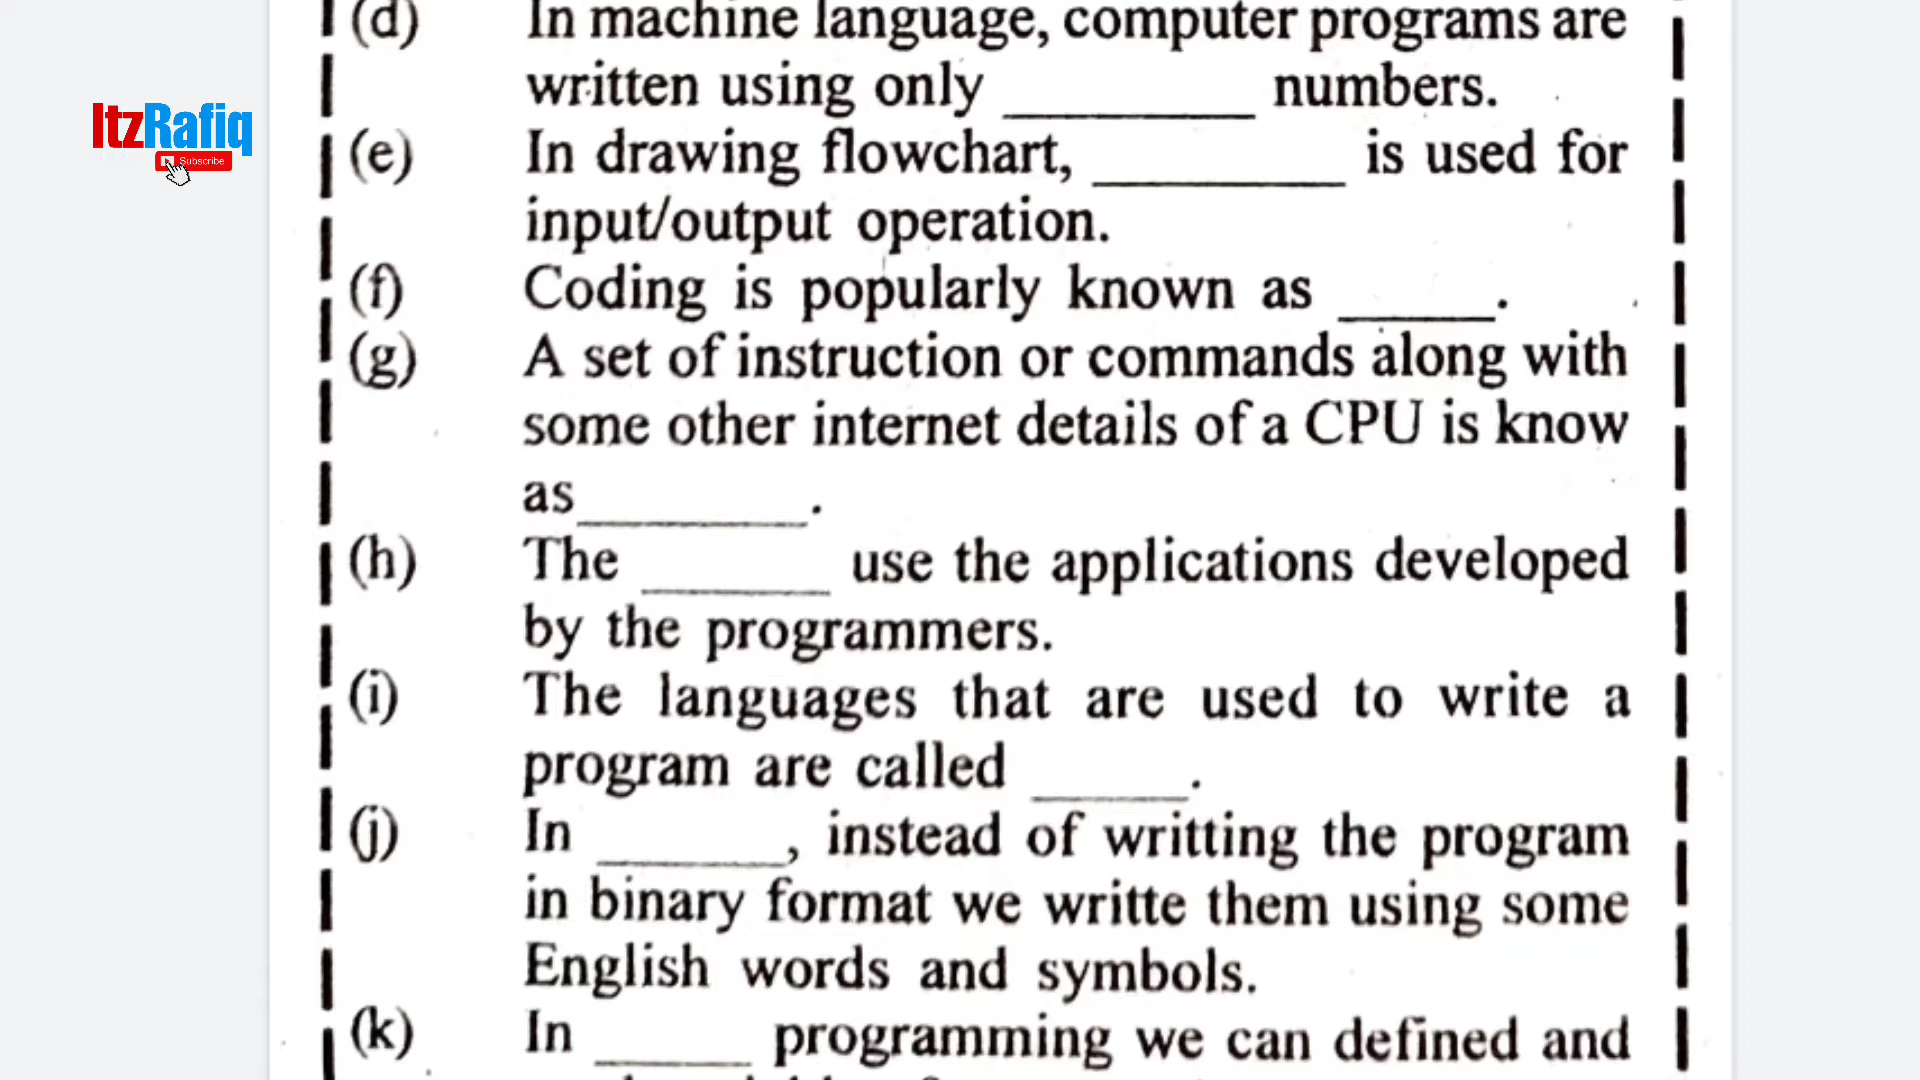 (d) In machine language, computer programs are
written using only ________ numbers.
ItzRafiq
Subscribe
(e) In drawing flowchart, ________ is used for
input/output operation.
(f) Coding is popularly known as _____.
(g) A set of instruction or commands along with
some other internet details of a CPU is know
as________.
(h) The ______ use the applications developed
by the programmers.
(i) The languages that are used to write a
program are called _____.
(j) In ______, instead of writting the program
in binary format we writte them using some
English words and symbols.
(k) In _____ programming we can defined and